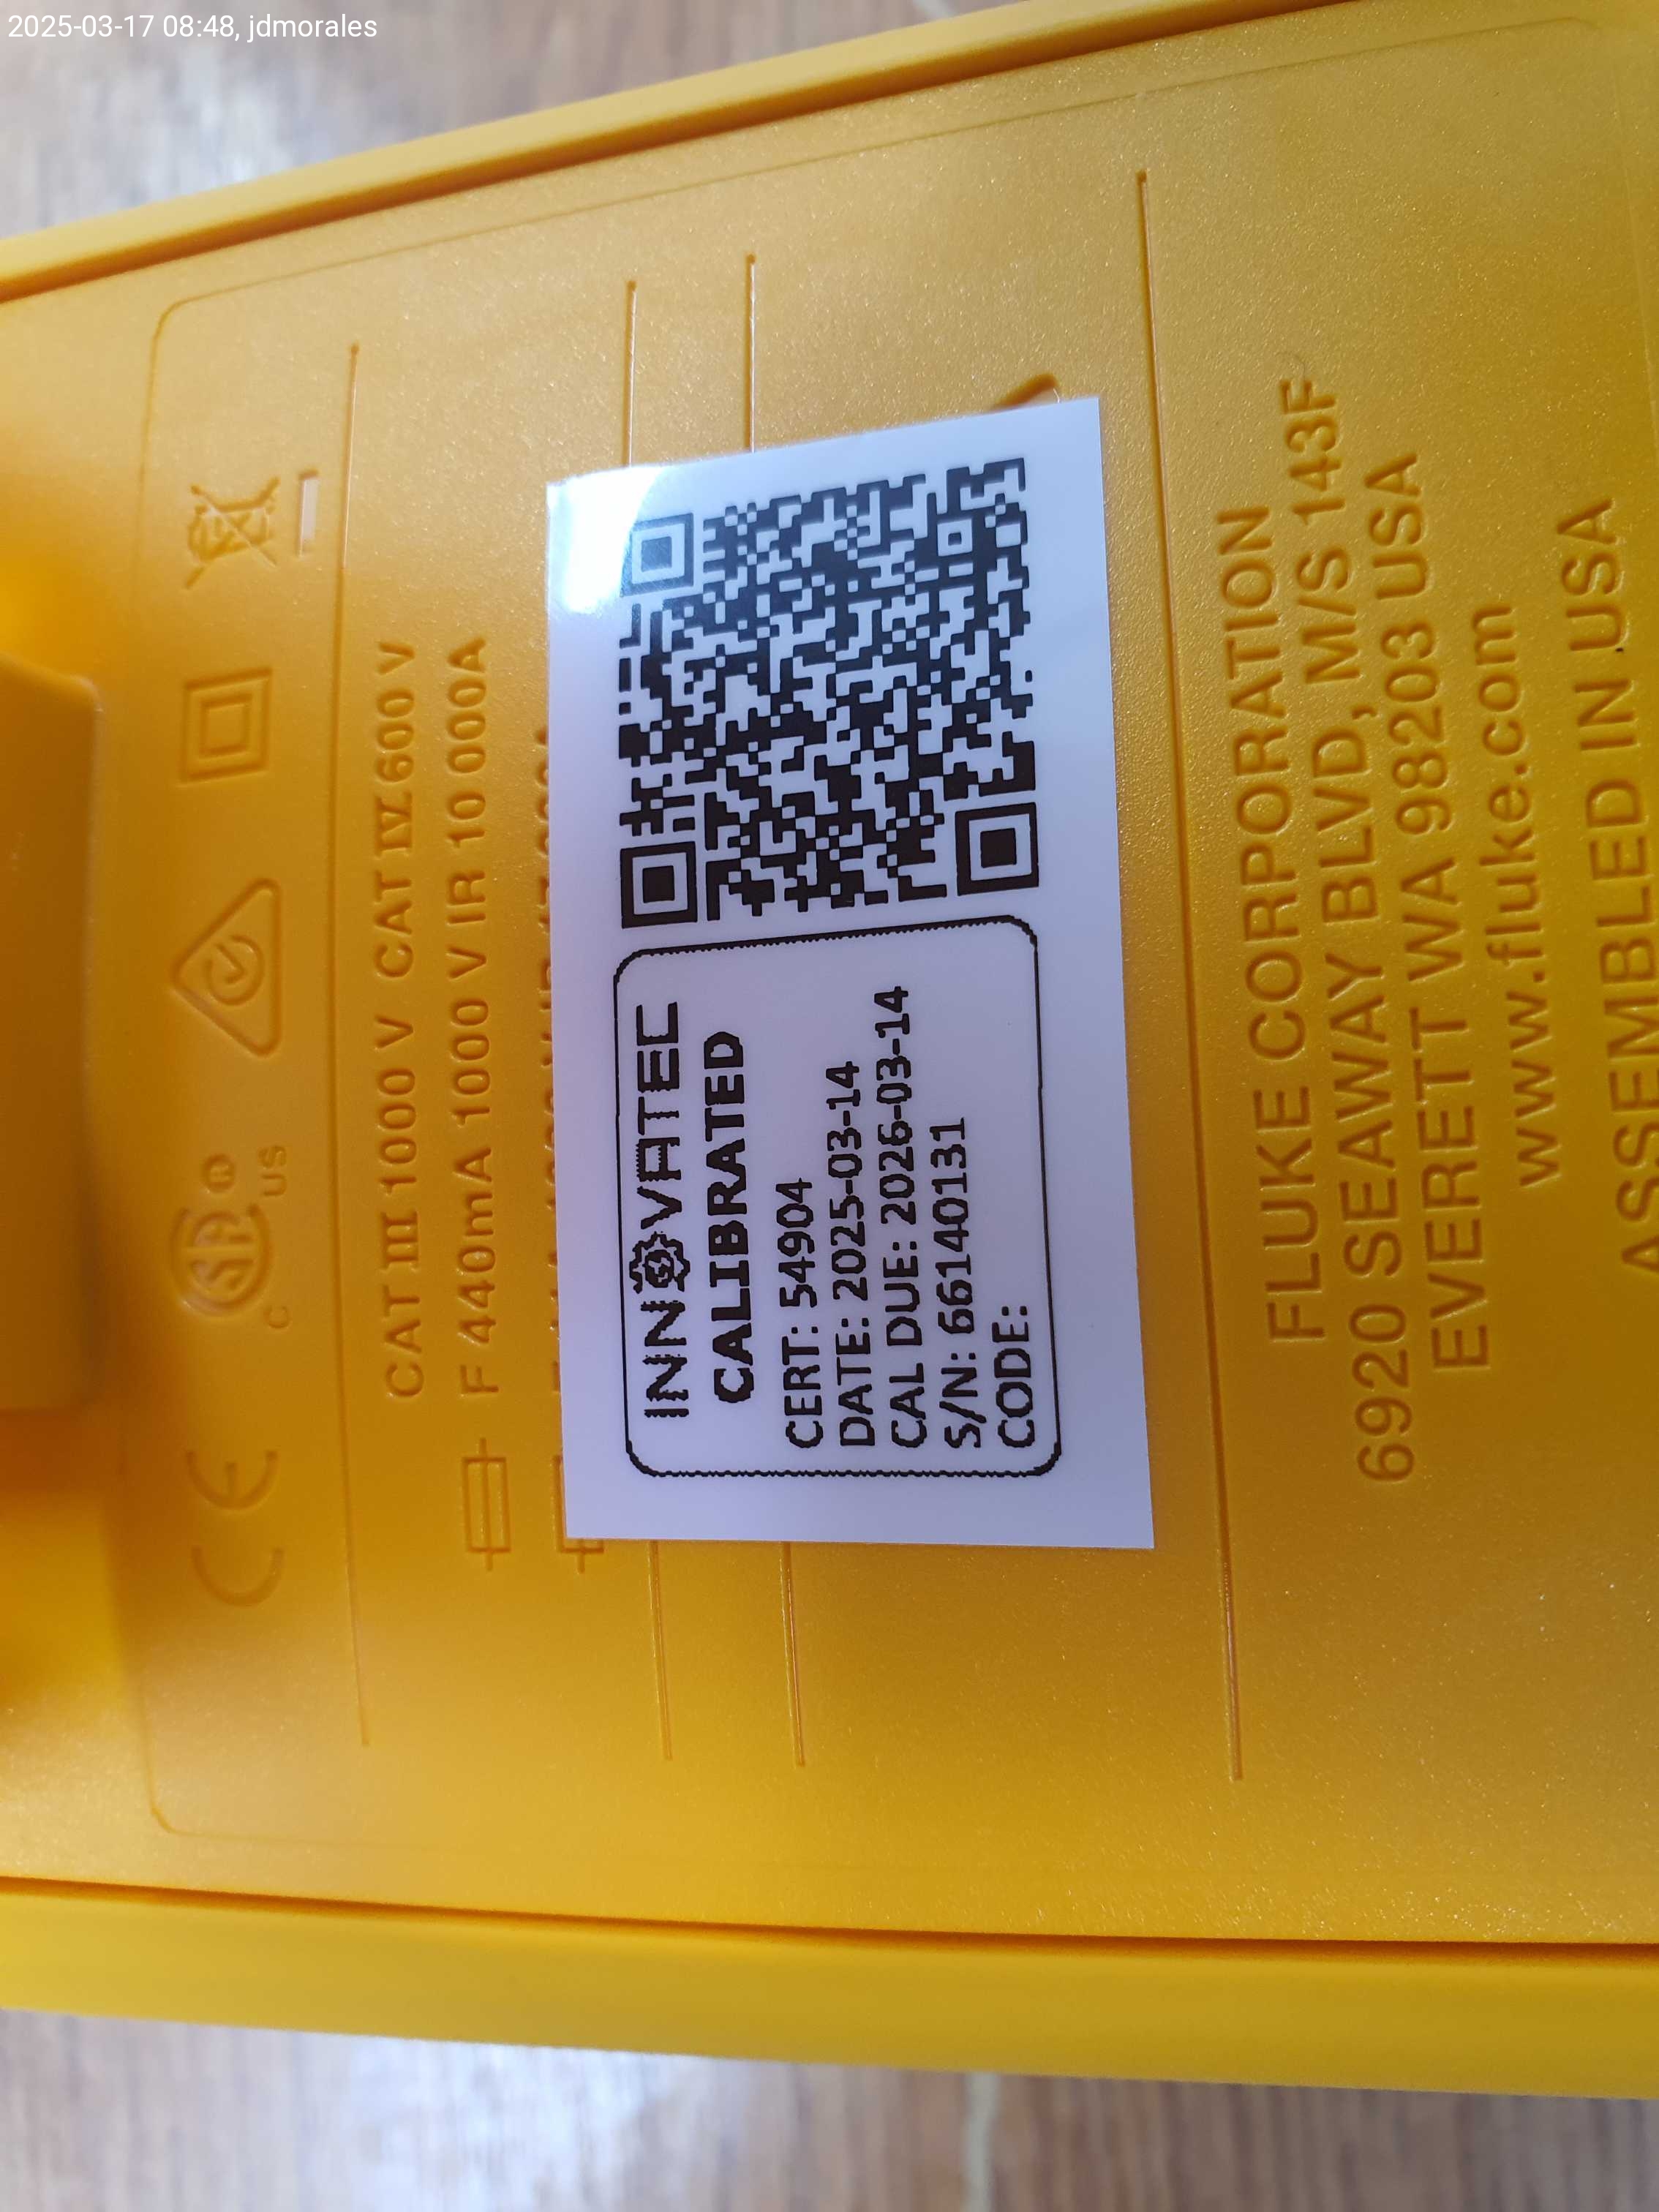 2025-03-17 08:48, jdmorales
CE
C
US
CAT III 1000 V CAT IV 600 V
F 440mA 1000 V IR 10 000A
INNOVATEC
CALIBRATED
CERT: 54904
DATE: 2025-03-14
CAL DUE: 2026-03-14
S/N: 66140131
CODE:
FLUKE CORPORATION
6920 SEAWAY BLVD, M/S 143F
EVERETT WA 98203 USA
www.fluke.com
ASSEMBLED IN USA